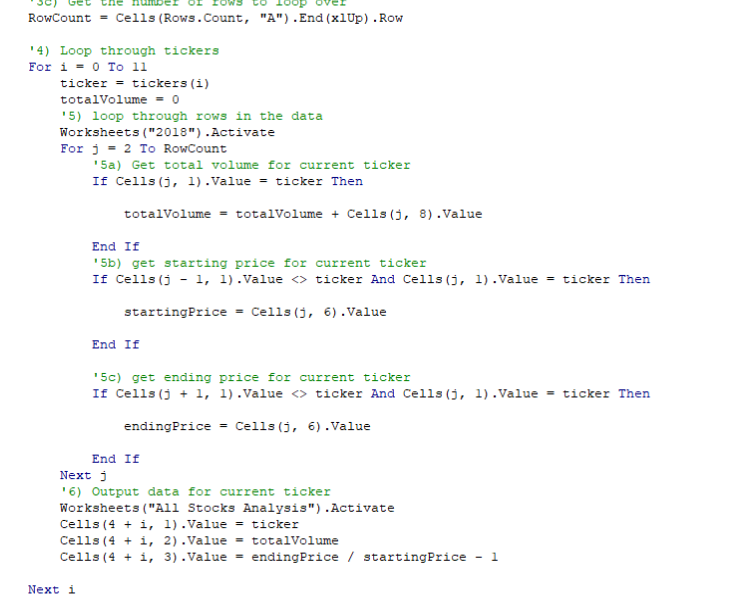 '3c) Get the number of rows to loop over
RowCount = Cells(Rows.Count, "A").End(xlUp).Row
'4) Loop through tickers
For i = 0 To 11
ticker = tickers(i)
totalVolume = 0
'5) loop through rows in the data
Worksheets("2018").Activate
For j = 2 To RowCount
'5a) Get total volume for current ticker
If Cells(j, 1).Value = ticker Then
totalVolume = totalVolume + Cells(j, 8).Value
End If
'5b) get starting price for current ticker
If Cells(j - 1, 1).Value <> ticker And Cells(j, 1).Value = ticker Then
startingPrice = Cells(j, 6).Value
End If
'5c) get ending price for current ticker
If Cells(j + 1, 1).Value <> ticker And Cells(j, 1).Value = ticker Then
endingPrice = Cells(j, 6).Value
End If
Next j
'6) Output data for current ticker
Worksheets("All Stocks Analysis").Activate
Cells(4 + i, 1).Value = ticker
Cells(4 + i, 2).Value = totalVolume
Cells(4 + i, 3).Value = endingPrice / startingPrice - 1
Next i